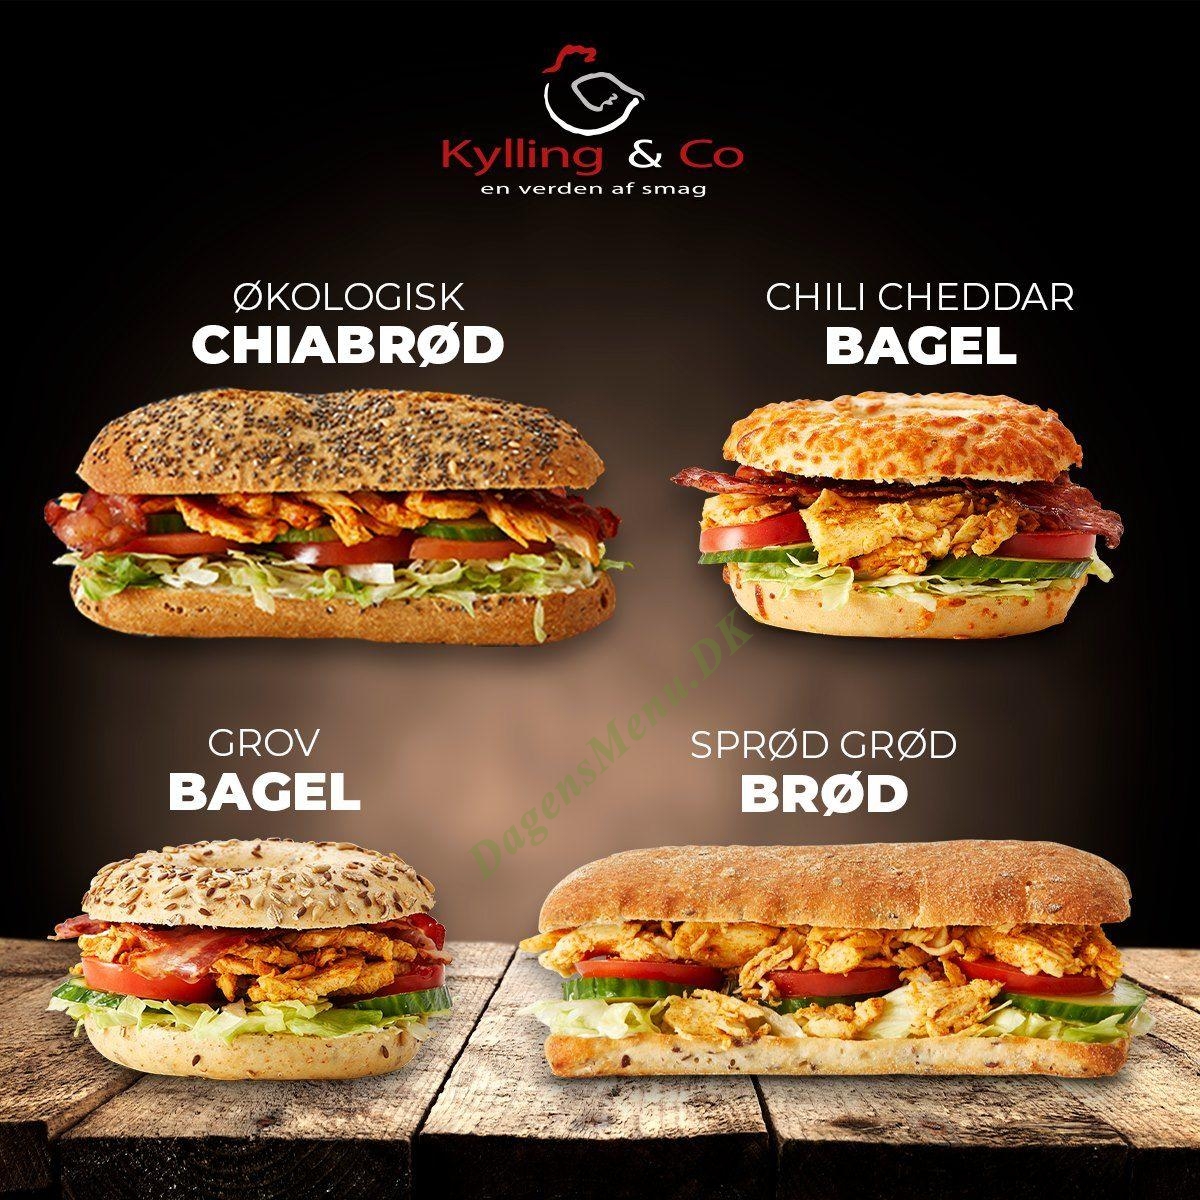 Kylling & Co
en verden af smag
ØKOLOGISK
CHIABRØD
CHILI CHEDDAR
BAGEL
GROV
BAGEL
SPRØD GRØD
BRØD
DagensMenu.DK